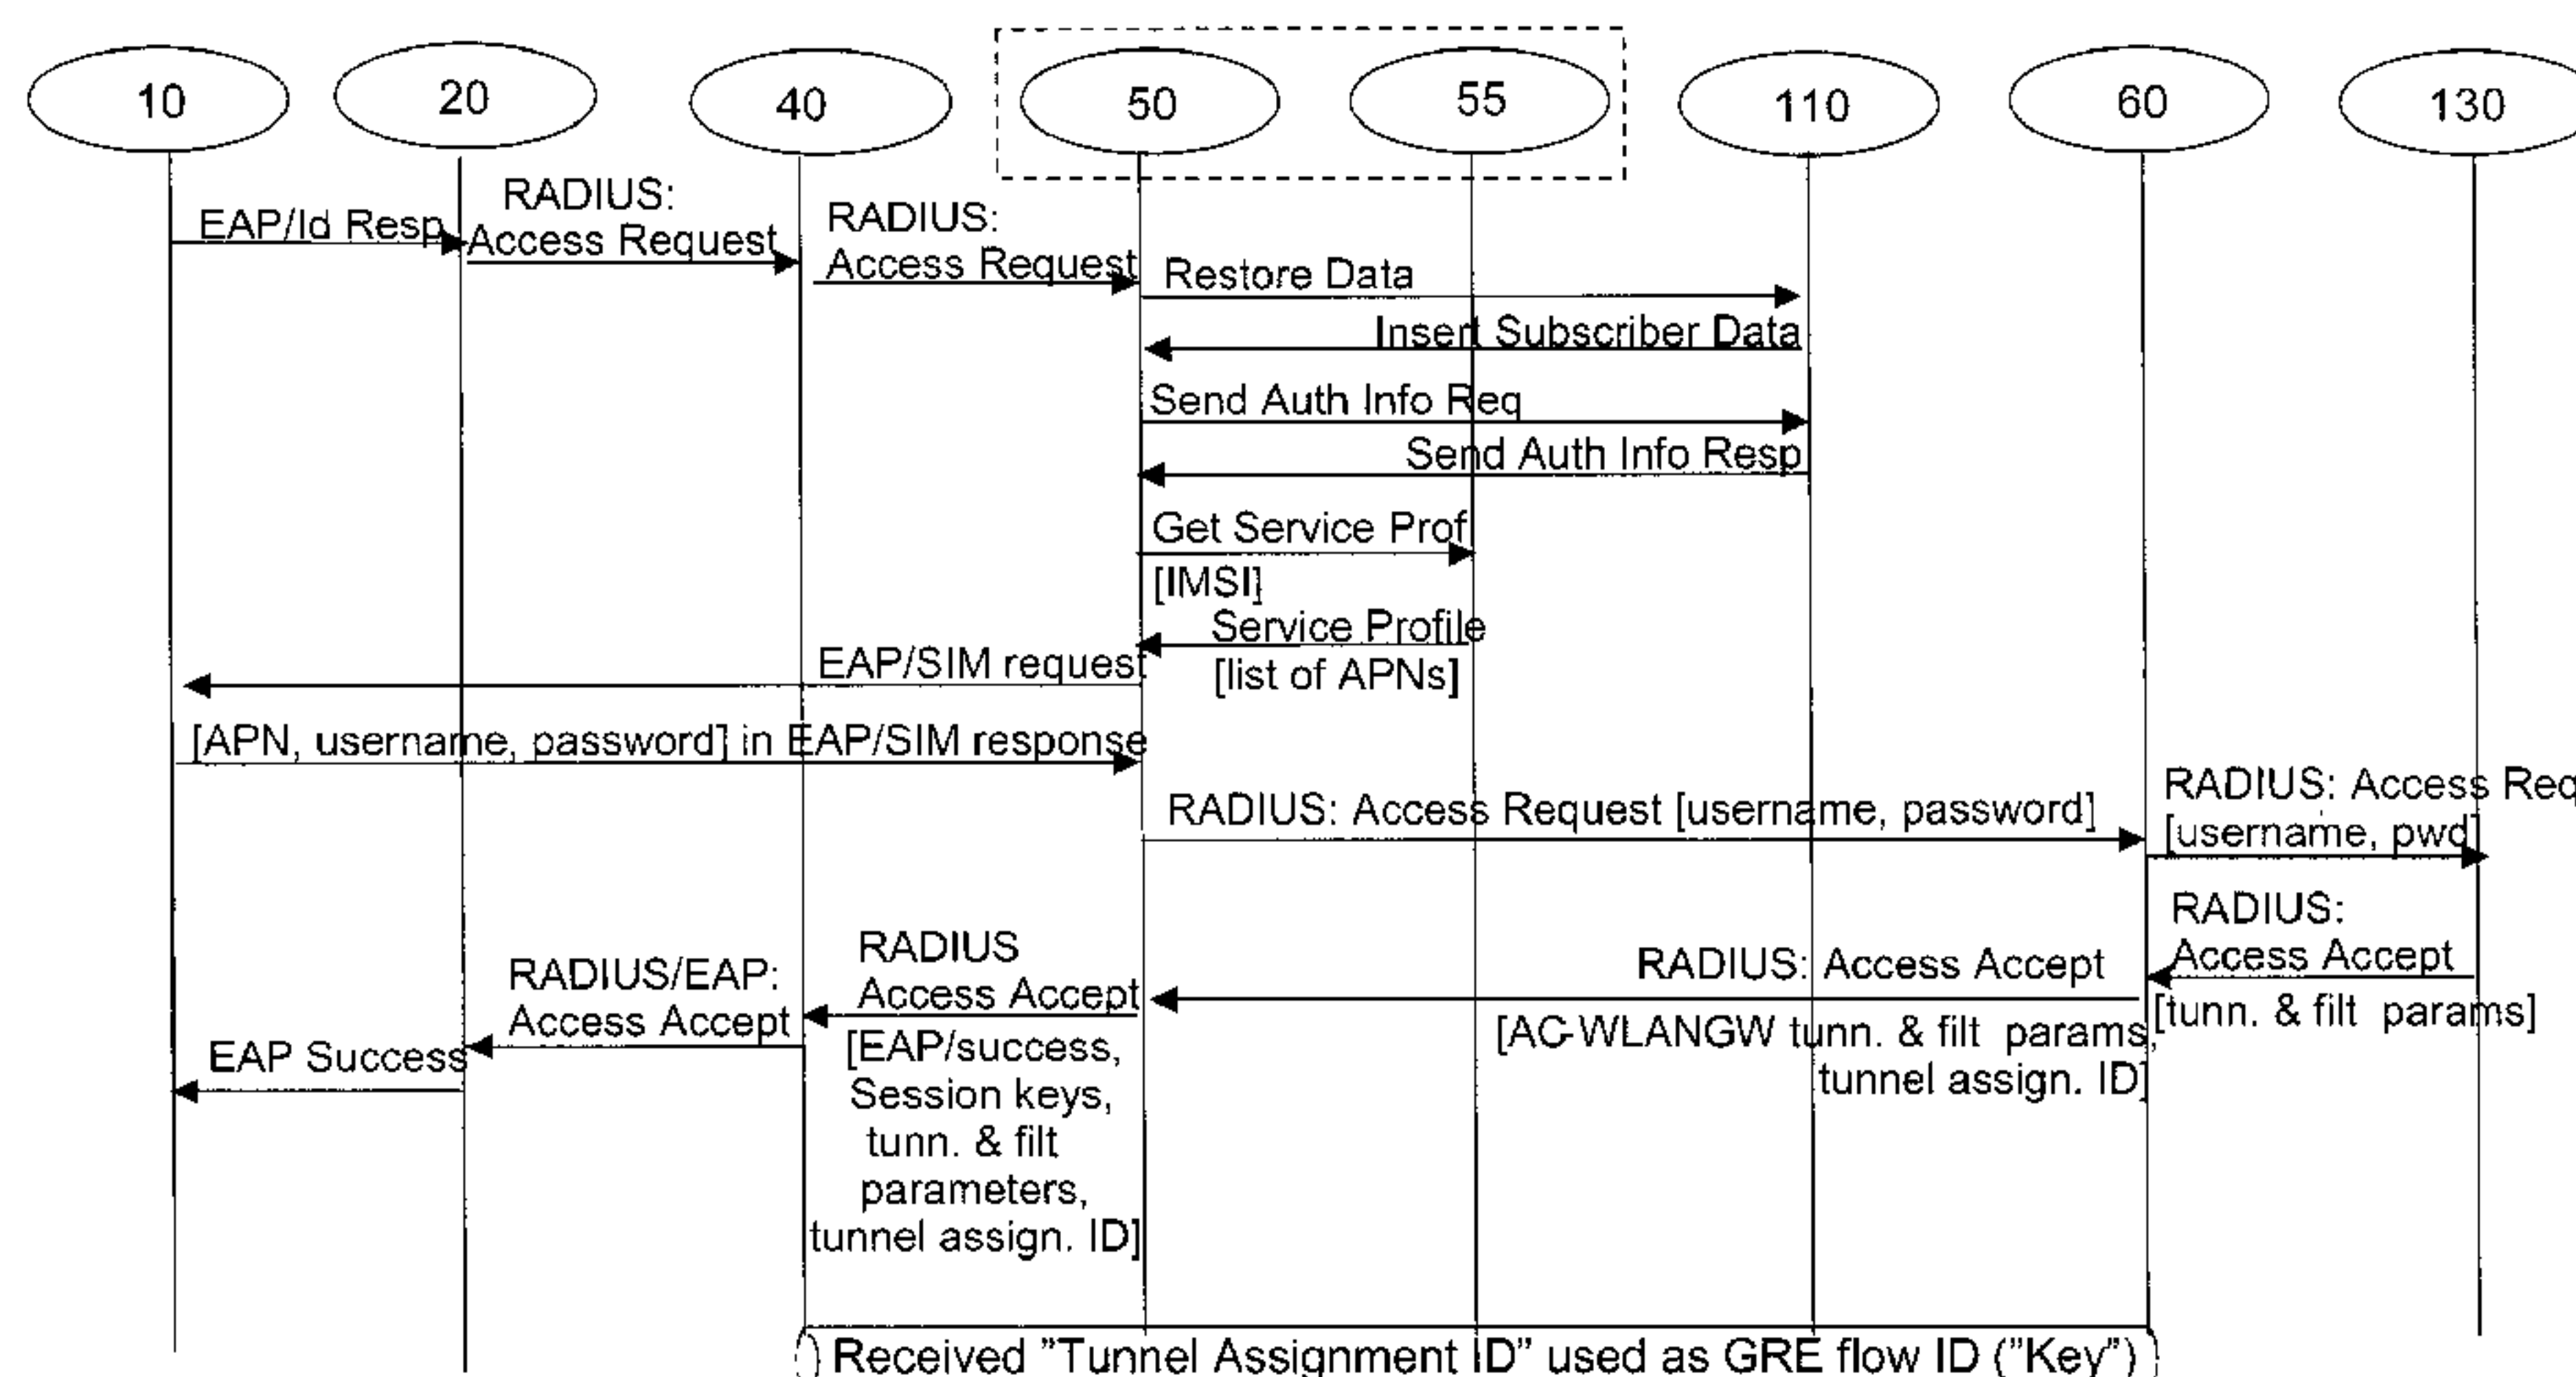 10
20
40
50
55
110
60
130
EAP/Id Resp
RADIUS:
Access Request
RADIUS:
Access Request
Restore Data
Insert Subscriber Data
Send Auth Info Req
Send Auth Info Resp
Get Service Prof
[IMSI]
Service Profile
[list of APNs]
EAP/SIM request
[APN, username, password] in EAP/SIM response
RADIUS: Access Request [username, password]
RADIUS: Access Req
[username, pwd]
RADIUS:
Access Accept
[tunn. & filt params]
RADIUS: Access Accept
[AC-WLANGW tunn. & filt params,
tunnel assign. ID]
RADIUS
Access Accept
[EAP/success,
Session keys,
tunn. & filt
parameters,
tunnel assign. ID]
RADIUS/EAP:
Access Accept
EAP Success
Received "Tunnel Assignment ID" used as GRE flow ID ("Key")